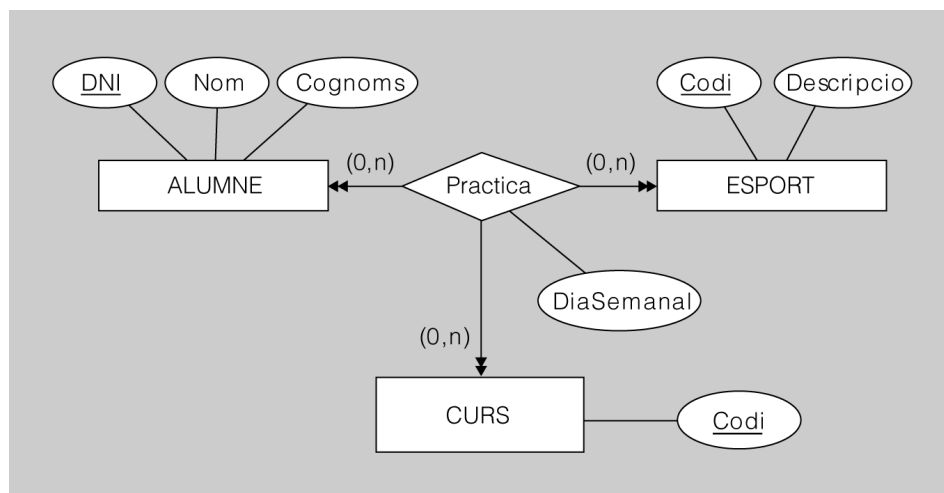 DNI
Nom
Cognoms
Codi
Descripcio
(0,n)
(0,n)
ALUMNE
Practica
ESPORT
DiaSemanal
(0,n)
CURS
Codi